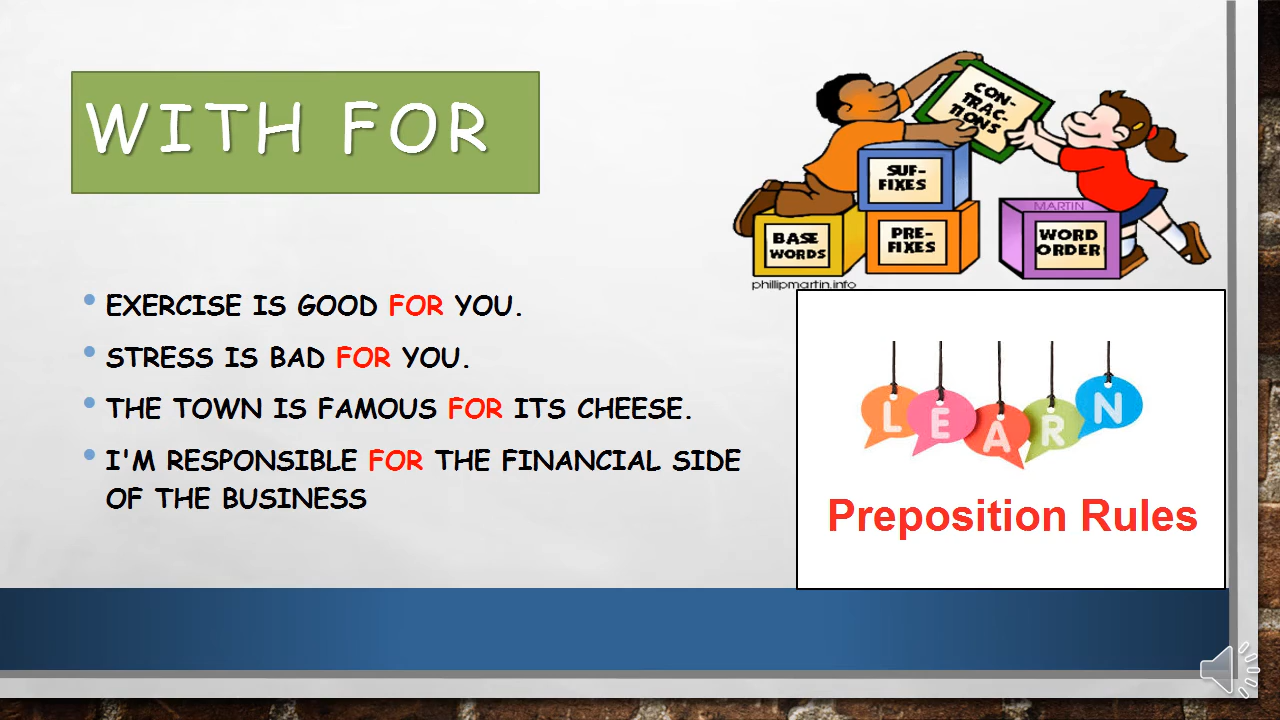 WITH FOR
EXERCISE IS GOOD FOR YOU.
STRESS IS BAD FOR YOU.
THE TOWN IS FAMOUS FOR ITS CHEESE.
I'M RESPONSIBLE FOR THE FINANCIAL SIDE
OF THE BUSINESS
CON-
TRAC-
TIONS
SUF-
FIXES
BASE
WORDS
PRE-
FIXES
MARTIN
WORD
ORDER
phillipmartin.info
LEARN
Preposition Rules